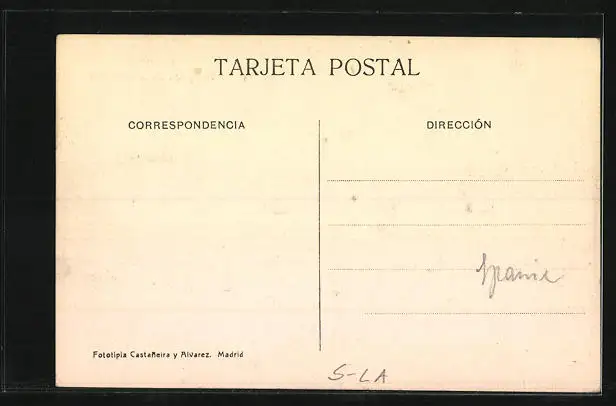 TARJETA POSTAL
CORRESPONDENCIA
DIRECCIÓN
Spanie
Fototipia Castañeira y Alvarez. Madrid
S-LA